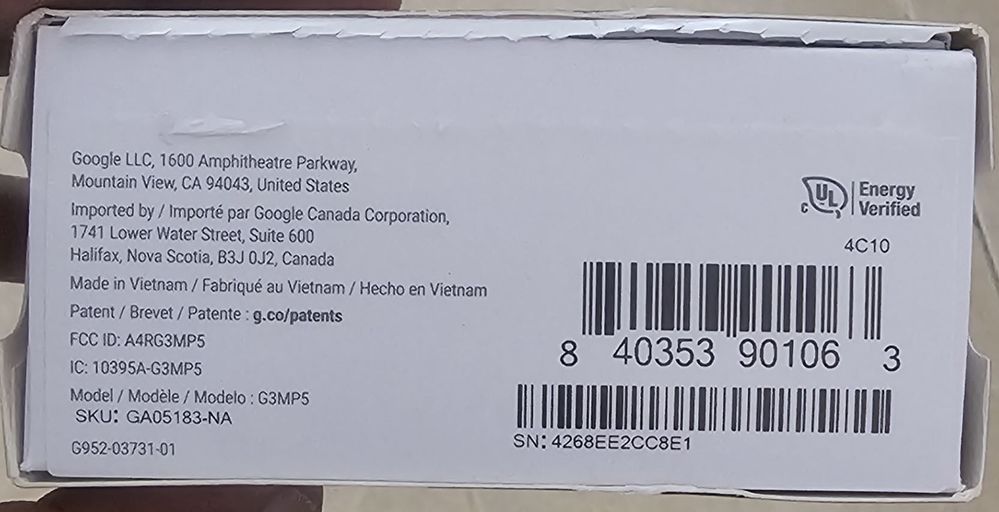 Google LLC, 1600 Amphitheatre Parkway,
Mountain View, CA 94043, United States
Imported by / Importé par Google Canada Corporation,
1741 Lower Water Street, Suite 600
Halifax, Nova Scotia, B3J 0J2, Canada
Made in Vietnam / Fabriqué au Vietnam / Hecho en Vietnam
Patent / Brevet / Patente : g.co/patents
FCC ID: A4RG3MP5
IC: 10395A-G3MP5
Model / Modèle / Modelo : G3MP5
SKU: GA05183-NA
G952-03731-01
C UL Energy
Verified
4C10
8 40353 90106 3
SN: 4268EE2CC8E1